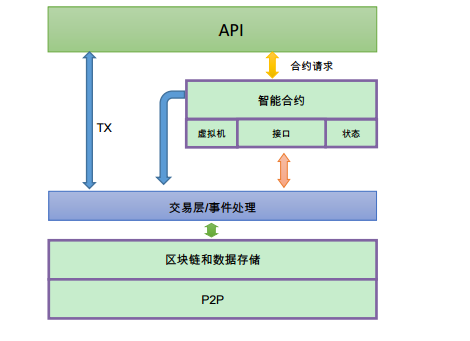 API
合约请求
智能合约
TX
虚拟机
接口
状态
交易层/事件处理
区块链和数据存储
P2P